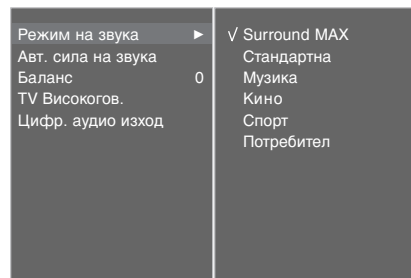 Режим на звука ►
Авт. сила на звука
Баланс 0
TV Високогов.
Цифр. аудио изход
√ Surround MAX
Стандартна
Музика
Кино
Спорт
Потребител